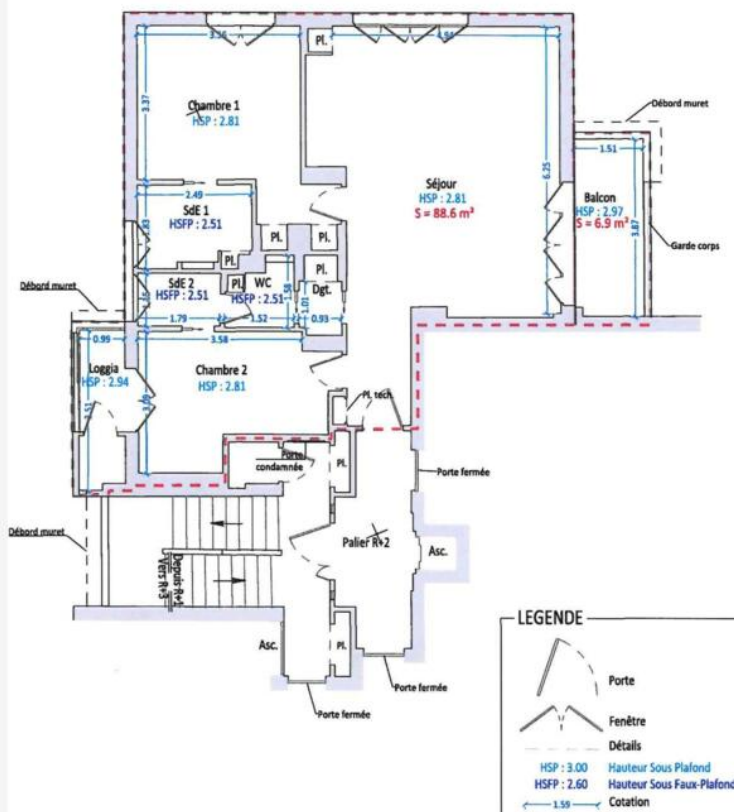 3.36
Pl.
4.91
3.37
Chambre 1
HSP : 2.81
Débord muret
1.51
6.25
Séjour
HSP : 2.81
S = 88.6 m²
Balcon
HSP : 2.97
S = 6.9 m²
3.87
Garde corps
2.49
SdE 1
HSFP : 2.51
Pl.
Pl.
Pl.
Pl.
Débord muret
SdE 2
HSFP : 2.51
Pl.
WC
HSFP : 2.51
1.58
Dgt.
1.01
0.93
1.79
1.52
0.99
3.58
Loggia
HSP : 2.94
Chambre 2
HSP : 2.81
3.09
Pl. tech
Porte
condamnée
Pl.
Porte fermée
Débord muret
Palier R+2
Asc.
Depuis R+1
Vers R+3
Asc.
Pl.
Porte fermée
Porte fermée
LEGENDE
Porte
Fenêtre
Détails
HSP : 3.00 Hauteur Sous Plafond
HSFP : 2.60 Hauteur Sous Faux-Plafond
1.59 Cotation